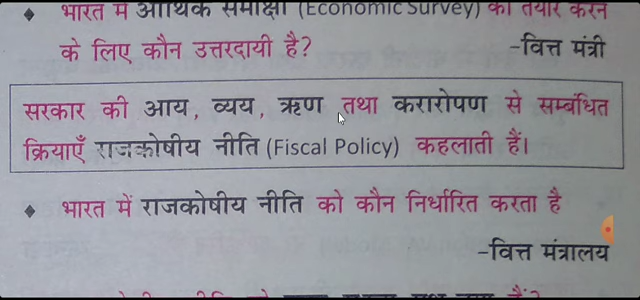 ♦ भारत में आर्थिक समीक्षा (Economic Survey) को तैयार करने
के लिए कौन उत्तरदायी है? –वित्त मंत्री
सरकार की आय, व्यय, ऋण तथा करारोपण से सम्बंधित
क्रियाएँ राजकोषीय नीति (Fiscal Policy) कहलाती हैं।
♦ भारत में राजकोषीय नीति को कौन निर्धारित करता है
–वित्त मंत्रालय